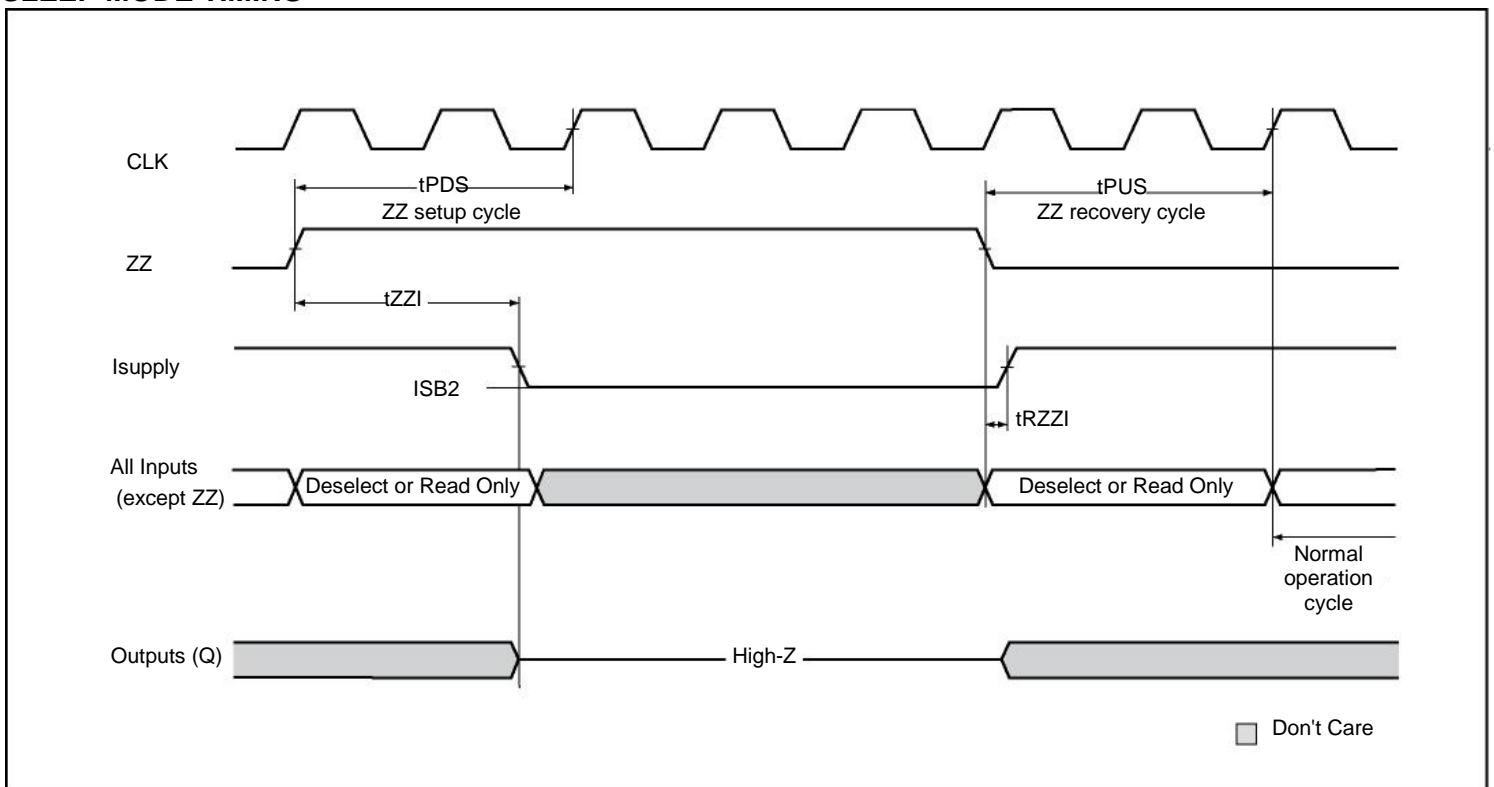 CLK
tPDS
tPUS
ZZ setup cycle
ZZ recovery cycle
ZZ
tZZI
Isupply
ISB2
tRZZI
All Inputs
(except ZZ)
Deselect or Read Only
Deselect or Read Only
Normal
operation
cycle
Outputs (Q)
High-Z
Don't Care